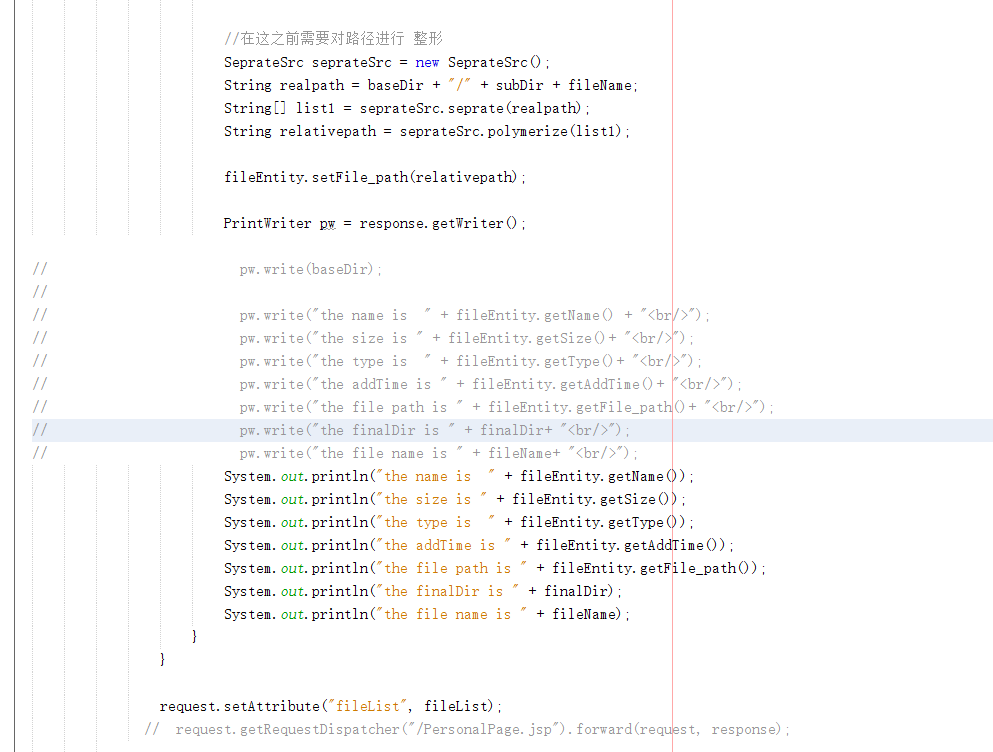 //在这之前需要对路径进行 整形
SeprateSrc seprateSrc = new SeprateSrc();
String realpath = baseDir + "/" + subDir + fileName;
String[] list1 = seprateSrc.seprate(realpath);
String relativepath = seprateSrc.polymerize(list1);
fileEntity.setFile_path(relativepath);
PrintWriter pw = response.getWriter();
// pw.write(baseDir);
//
// pw.write("the name is  " + fileEntity.getName() + "<br/>");
// pw.write("the size is " + fileEntity.getSize()+ "<br/>");
// pw.write("the type is  " + fileEntity.getType()+ "<br/>");
// pw.write("the addTime is " + fileEntity.getAddTime()+ "<br/>");
// pw.write("the file path is " + fileEntity.getFile_path()+ "<br/>");
// pw.write("the finalDir is " + finalDir+ "<br/>");
// pw.write("the file name is " + fileName+ "<br/>");
System.out.println("the name is  " + fileEntity.getName());
System.out.println("the size is " + fileEntity.getSize());
System.out.println("the type is  " + fileEntity.getType());
System.out.println("the addTime is " + fileEntity.getAddTime());
System.out.println("the file path is " + fileEntity.getFile_path());
System.out.println("the finalDir is " + finalDir);
System.out.println("the file name is " + fileName);
}
}
request.setAttribute("fileList", fileList);
// request.getRequestDispatcher("/PersonalPage.jsp").forward(request, response);